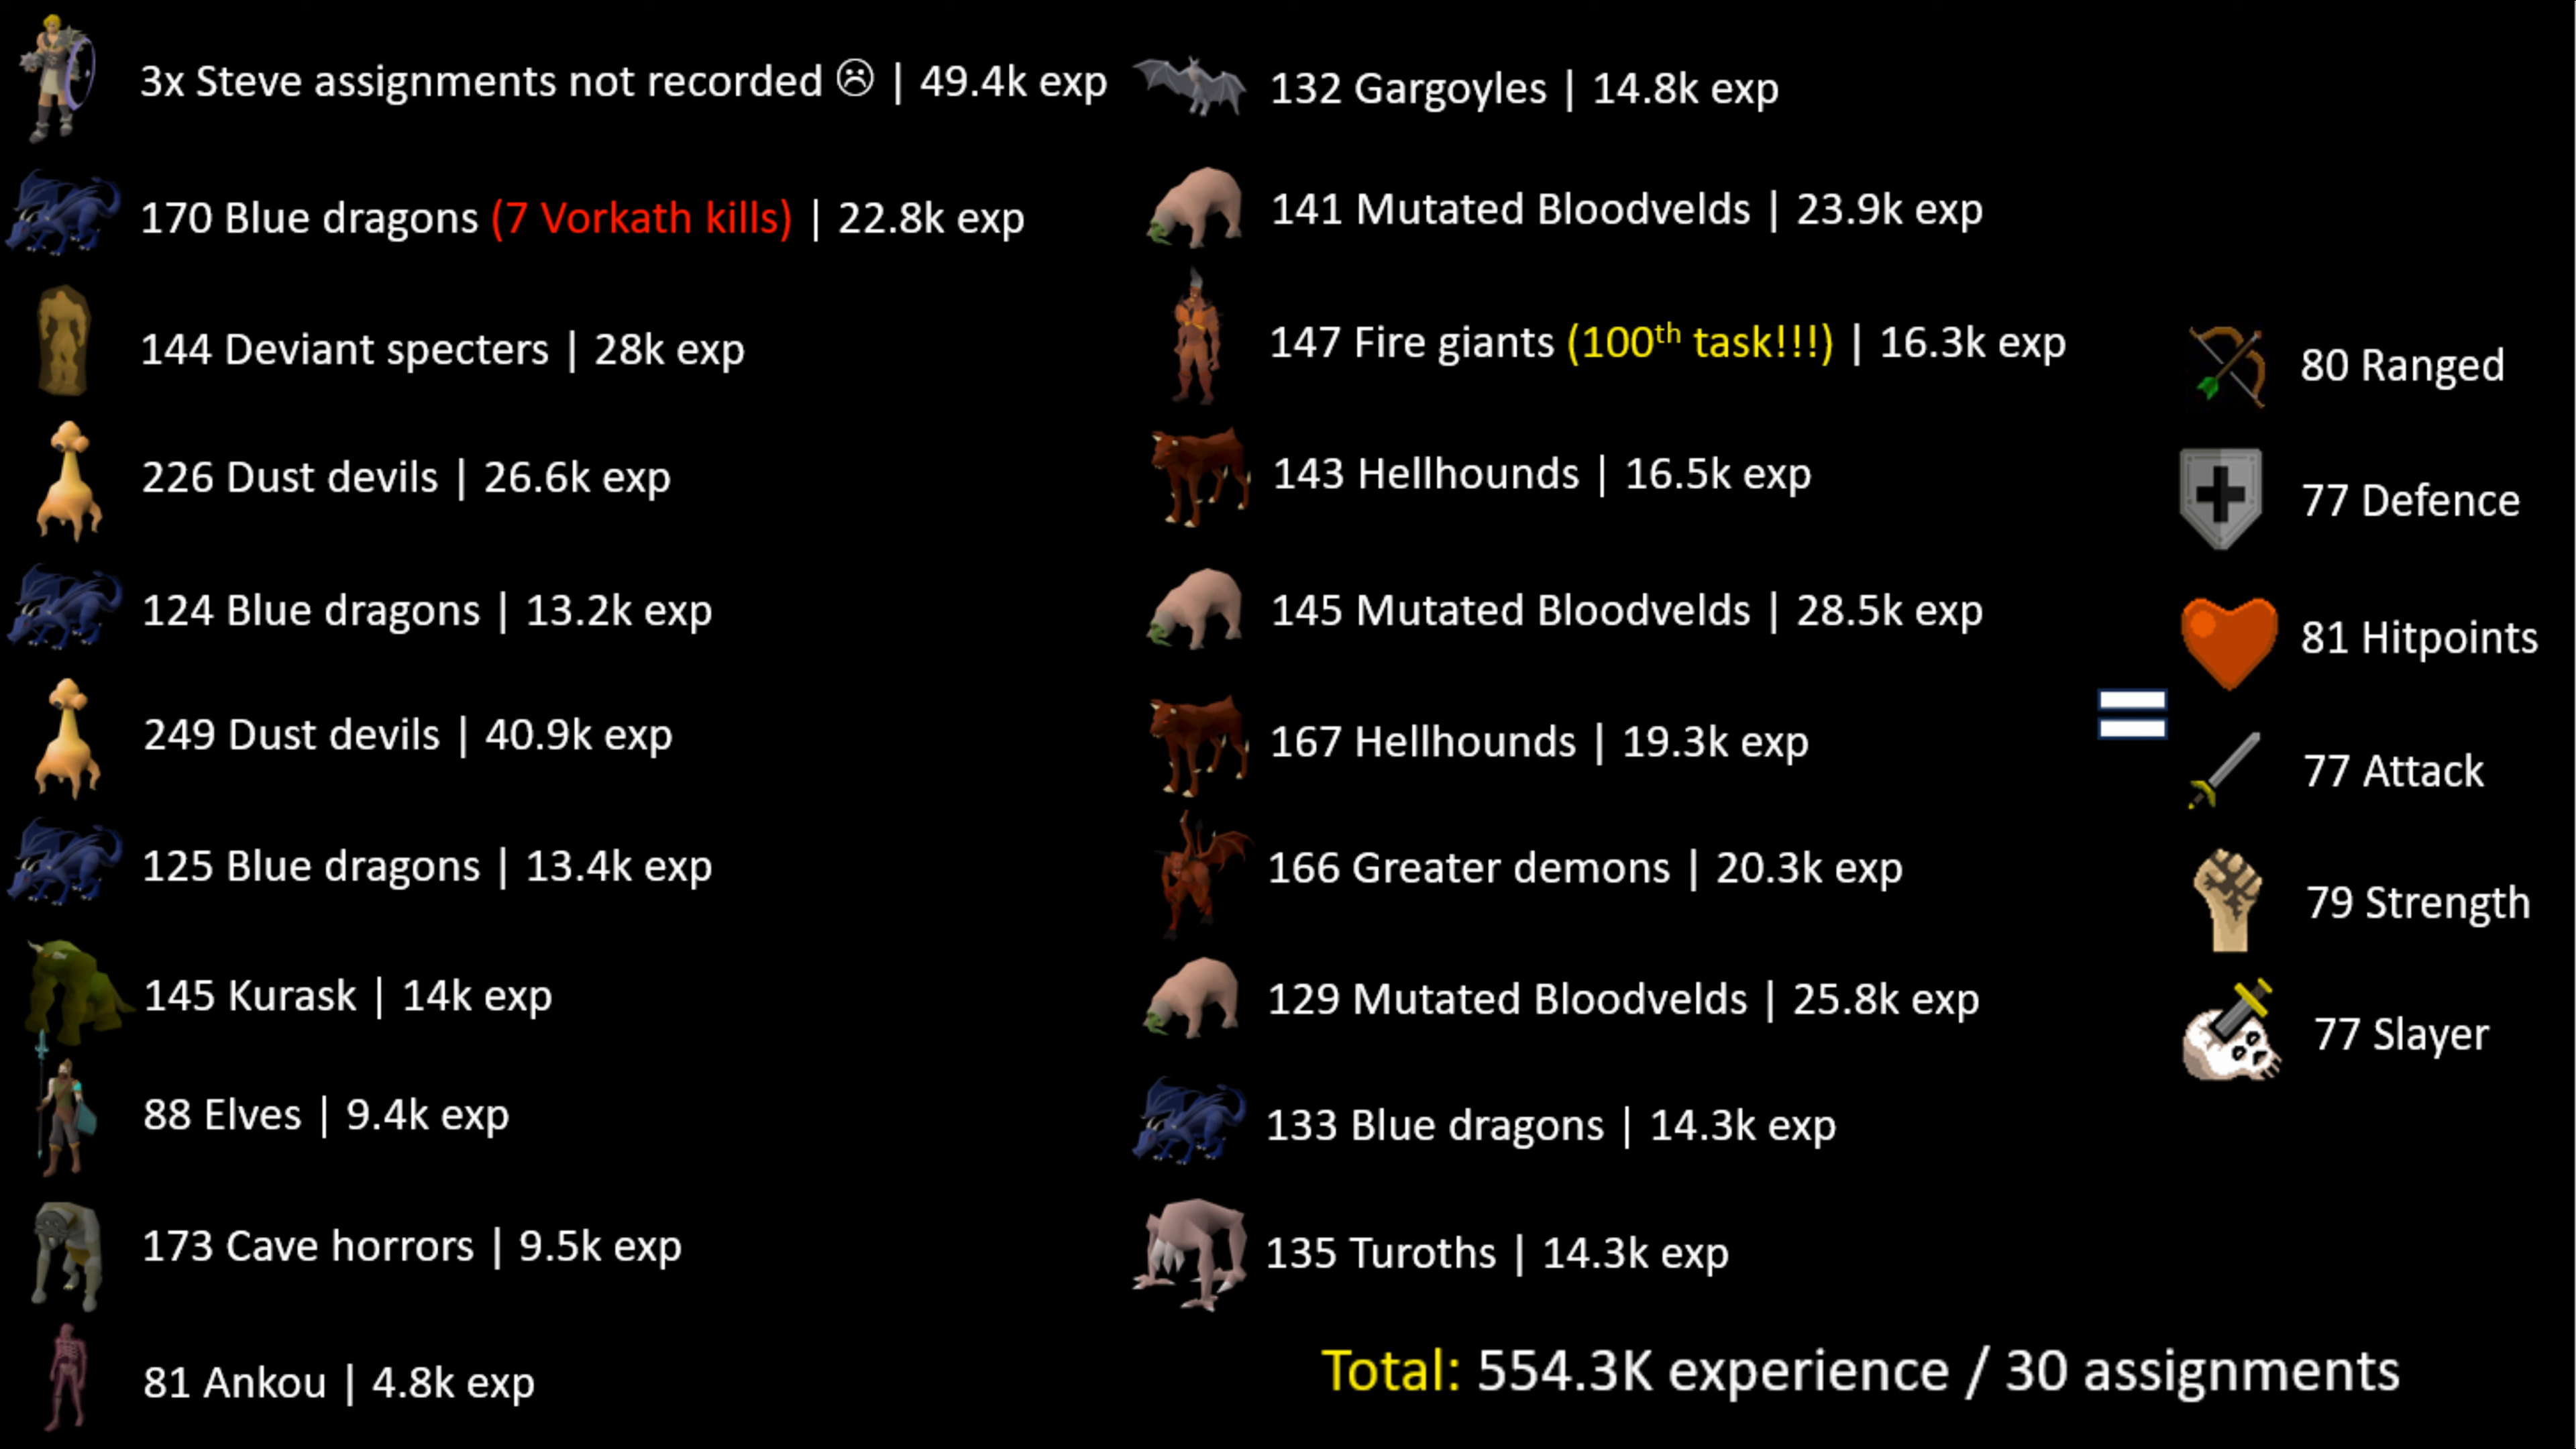 3x Steve assignments not recorded ☹ | 49.4k exp
170 Blue dragons (7 Vorkath kills) | 22.8k exp
144 Deviant specters | 28k exp
226 Dust devils | 26.6k exp
124 Blue dragons | 13.2k exp
249 Dust devils | 40.9k exp
125 Blue dragons | 13.4k exp
145 Kurask | 14k exp
88 Elves | 9.4k exp
173 Cave horrors | 9.5k exp
81 Ankou | 4.8k exp
132 Gargoyles | 14.8k exp
141 Mutated Bloodvelds | 23.9k exp
147 Fire giants (100th task!!!) | 16.3k exp
143 Hellhounds | 16.5k exp
145 Mutated Bloodvelds | 28.5k exp
167 Hellhounds | 19.3k exp
166 Greater demons | 20.3k exp
129 Mutated Bloodvelds | 25.8k exp
133 Blue dragons | 14.3k exp
135 Turoths | 14.3k exp
=
80 Ranged
77 Defence
81 Hitpoints
77 Attack
79 Strength
77 Slayer
Total: 554.3K experience / 30 assignments